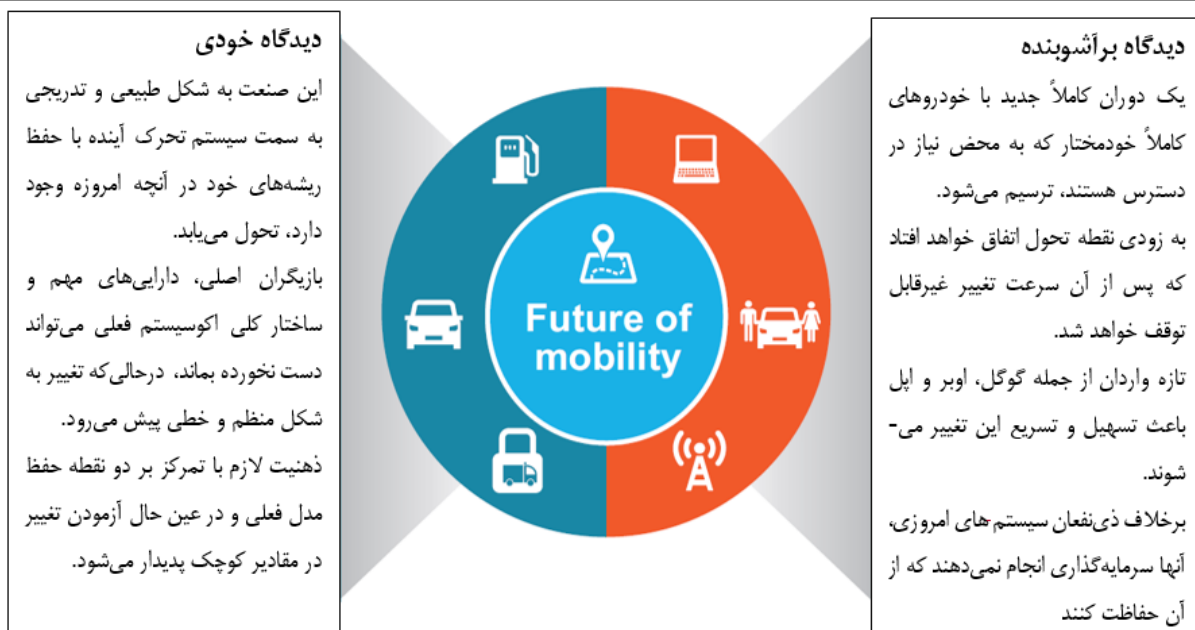 دیدگاه برآشوبنده
یک دوران کاملاً جدید با خودروهای
کاملاً خودمختار که به محض نیاز در
دسترس هستند، ترسیم می‌شود.
به زودی نقطه تحول اتفاق خواهد افتاد
که پس از آن سرعت تغییر غیرقابل
توقف خواهد شد.
تازه واردان از جمله گوگل، اوبر و اپل
باعث تسهیل و تسریع این تغییر می-
شوند.
برخلاف ذی‌نفعان سیستم‌های امروزی،
آنها سرمایه‌گذاری انجام نمی‌دهند که از
آن حفاظت کنند
Future of
mobility
دیدگاه خودی
این صنعت به شکل طبیعی و تدریجی
به سمت سیستم تحرک آینده با حفظ
ریشه‌های خود در آنچه امروزه وجود
دارد، تحول می‌یابد.
بازیگران اصلی، دارایی‌های مهم و
ساختار کلی اکوسیستم فعلی می‌تواند
دست نخورده بماند، درحالی‌که تغییر به
شکل منظم و خطی پیش می‌رود.
ذهنیت لازم با تمرکز بر دو نقطه حفظ
مدل فعلی و در عین حال آزمودن تغییر
در مقادیر کوچک پدیدار می‌شود.